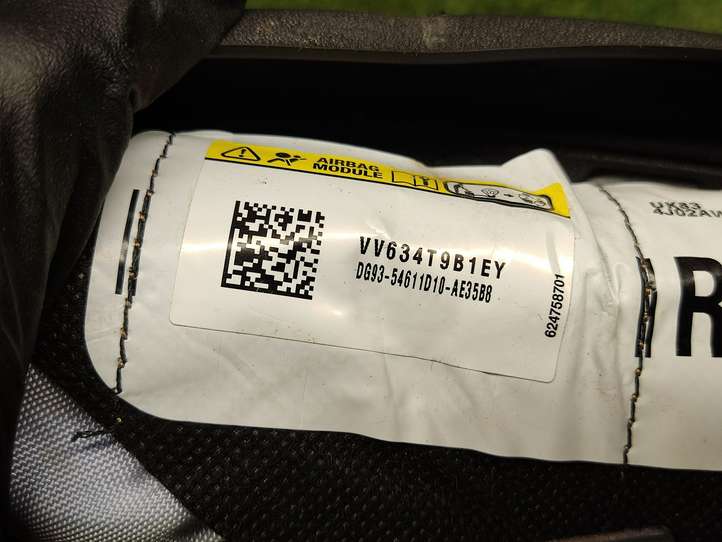 AIRBAG
MODULE
VV634T9B1EY
DG93-54611D10-AE35B8
624758701
R